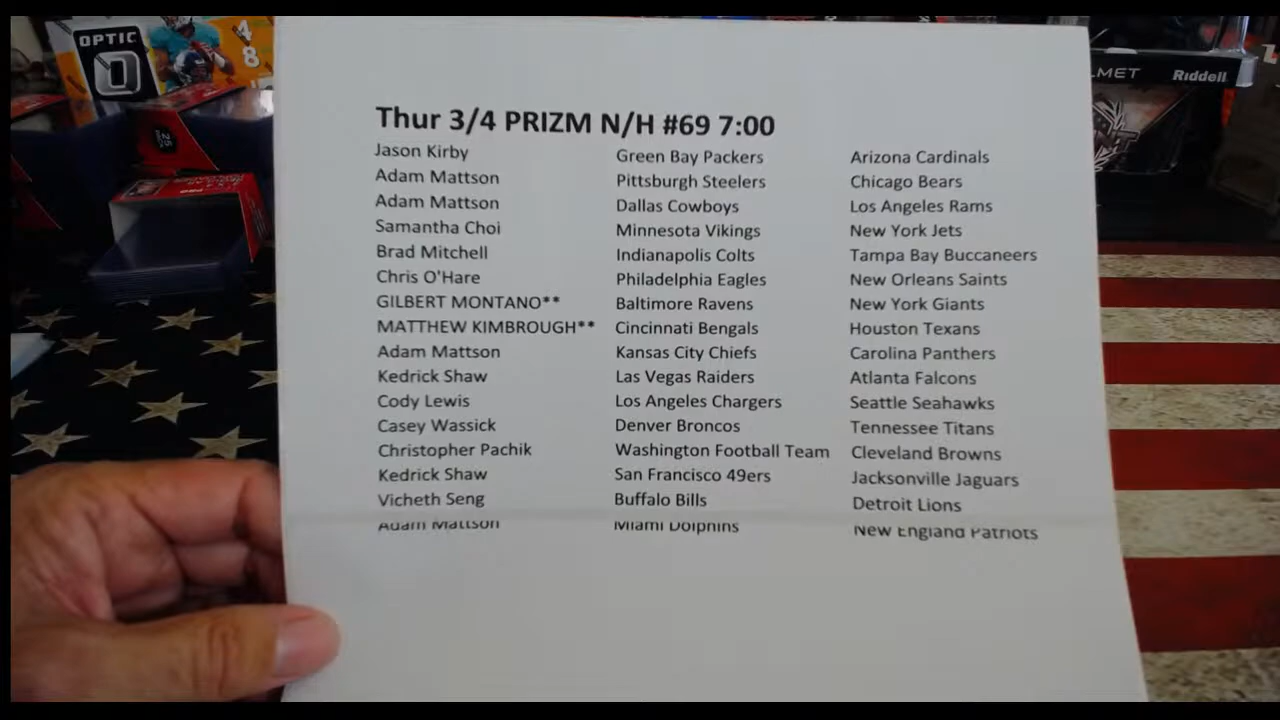 OPTIC
4
8
25
LMET Riddell
Thur 3/4 PRIZM N/H #69 7:00
Jason Kirby Green Bay Packers Arizona Cardinals
Adam Mattson Pittsburgh Steelers Chicago Bears
Adam Mattson Dallas Cowboys Los Angeles Rams
Samantha Choi Minnesota Vikings New York Jets
Brad Mitchell Indianapolis Colts Tampa Bay Buccaneers
Chris O'Hare Philadelphia Eagles New Orleans Saints
GILBERT MONTANO** Baltimore Ravens New York Giants
MATTHEW KIMBROUGH** Cincinnati Bengals Houston Texans
Adam Mattson Kansas City Chiefs Carolina Panthers
Kedrick Shaw Las Vegas Raiders Atlanta Falcons
Cody Lewis Los Angeles Chargers Seattle Seahawks
Casey Wassick Denver Broncos Tennessee Titans
Christopher Pachik Washington Football Team Cleveland Browns
Kedrick Shaw San Francisco 49ers Jacksonville Jaguars
Vicheth Seng Buffalo Bills Detroit Lions
Adam Mattson Miami Dolphins New England Patriots